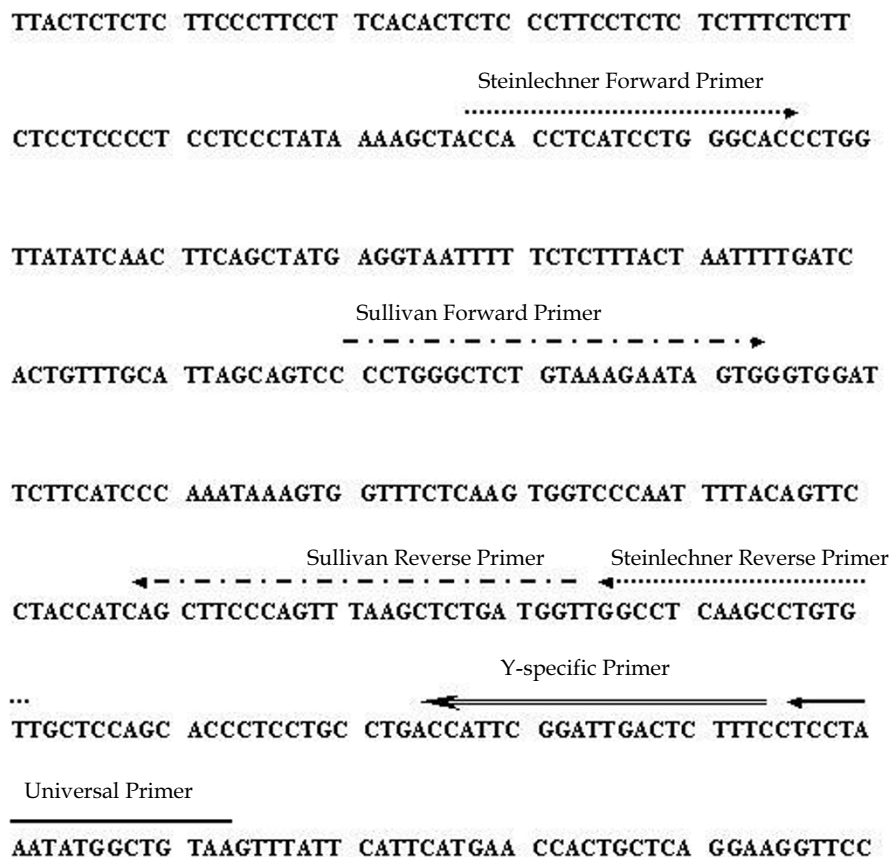 TTACTCTCTC TTCCCTTCCT TCACACTCTC CCTTCCTCTC TCTTTCTCTT
Steinlechner Forward Primer
CTCCTCCCCT CCTCCCTATA AAAGCTACCA CCTCATCCTG GGCACCCTGG
TTATATCAAC TTCAGCTATG AGGTAATTTT TCTCTTTACT AATTTTGATC
Sullivan Forward Primer
ACTGTTTGCA TTAGCAGTCC CCTGGGCTCT GTAAAGAATA GTGGGTGGAT
TCTTCATCCC AAATAAAGTG GTTTCTCAAG TGGTCCCAAT TTTACAGTTC
Sullivan Reverse Primer Steinlechner Reverse Primer
CTACCATCAG CTTCCCAGTTT TAAGCTCTGA TGGTTGGCCT CAAGCCTGTG
Y-specific Primer
TTGCTCCAGC ACCCTCCTGC CTGACCATTC GGATTGACTC TTTCCTCCTA
Universal Primer
AATATGGCTG TAAGTTTATT CATTCATGAA CCACTGCTCA GGAAGGTTCC